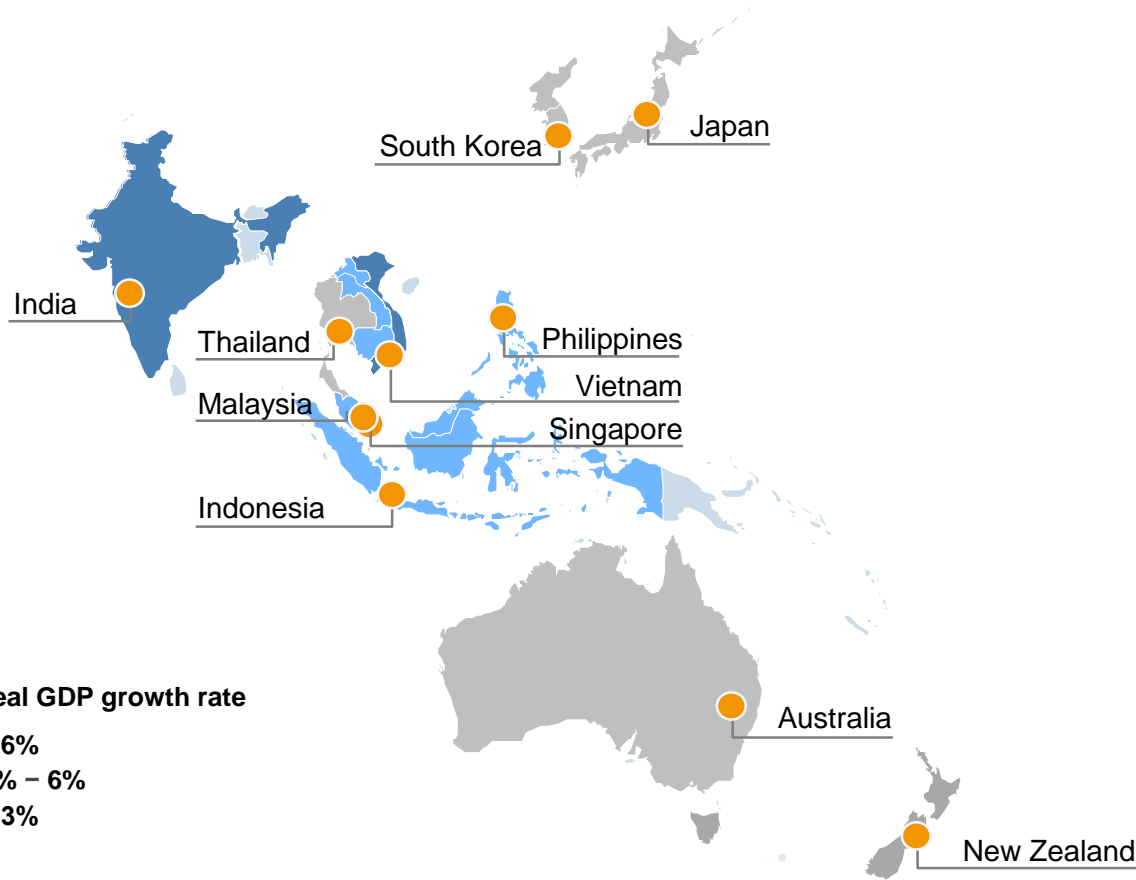 Japan
South Korea
India
Thailand
Philippines
Vietnam
Malaysia
Singapore
Indonesia
eal GDP growth rate
6%
% – 6%
3%
Australia
New Zealand